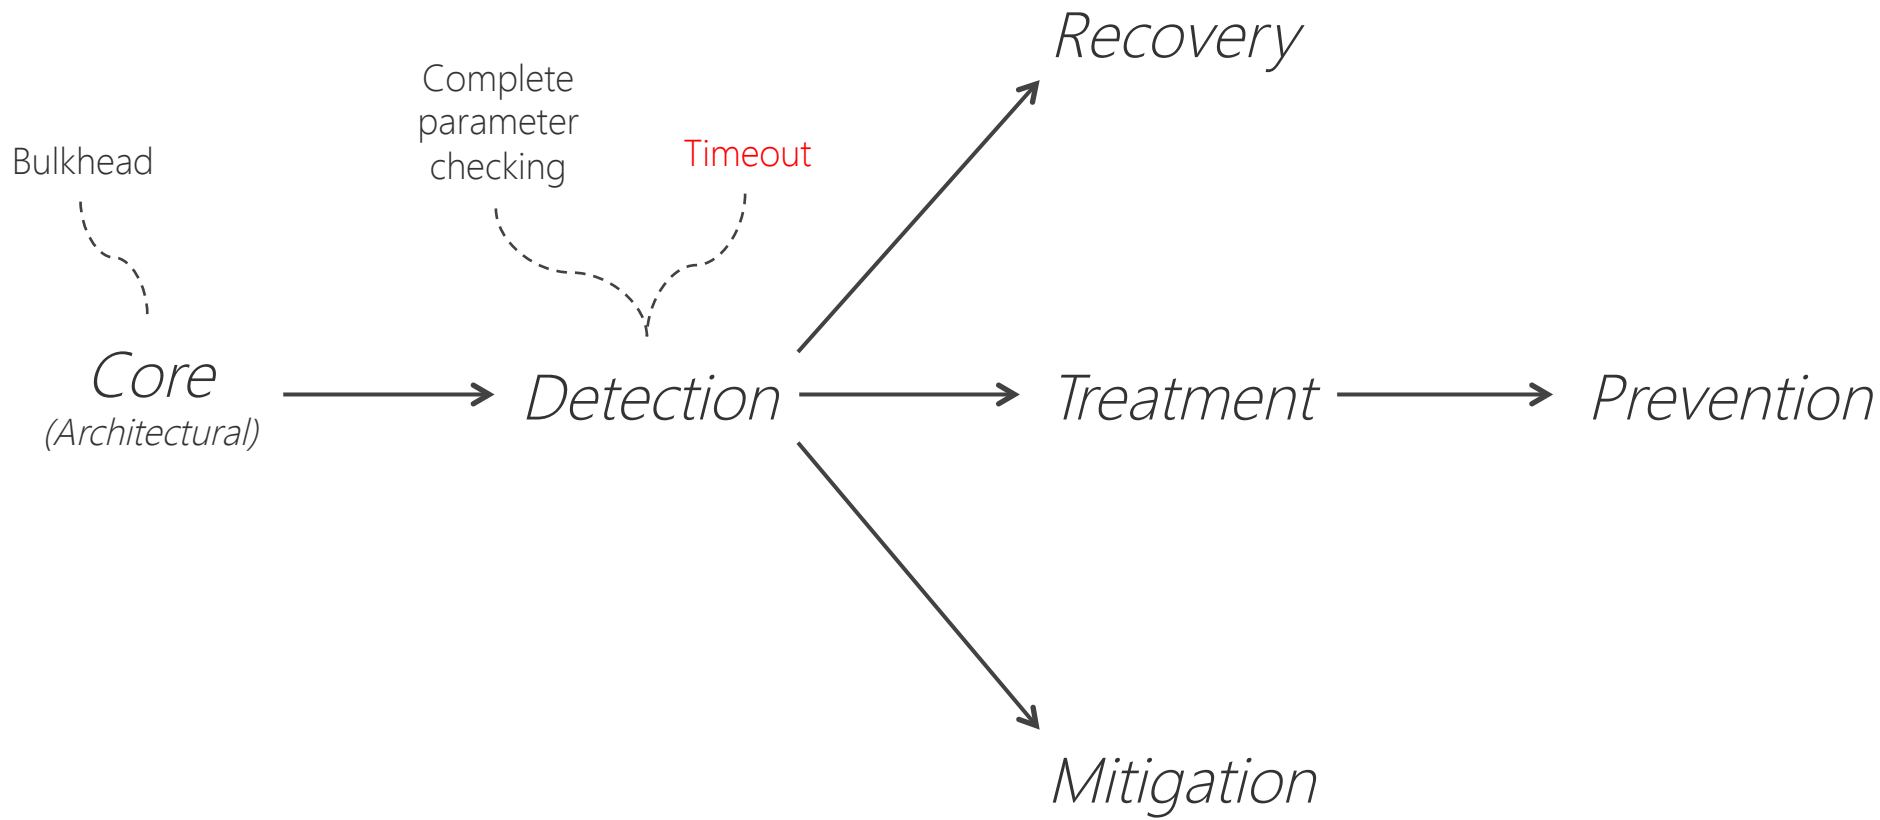 Recovery
Complete
parameter
checking
Timeout
Bulkhead
Core
(Architectural)
Detection
Treatment
Prevention
Mitigation